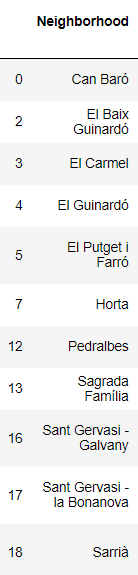 Neighborhood
0 Can Baró
2 El Baix
Guinardó
3 El Carmel
4 El Guinardó
5 El Putget i
Farró
7 Horta
12 Pedralbes
13 Sagrada
Família
16 Sant Gervasi -
Galvany
17 Sant Gervasi -
la Bonanova
18 Sarrià